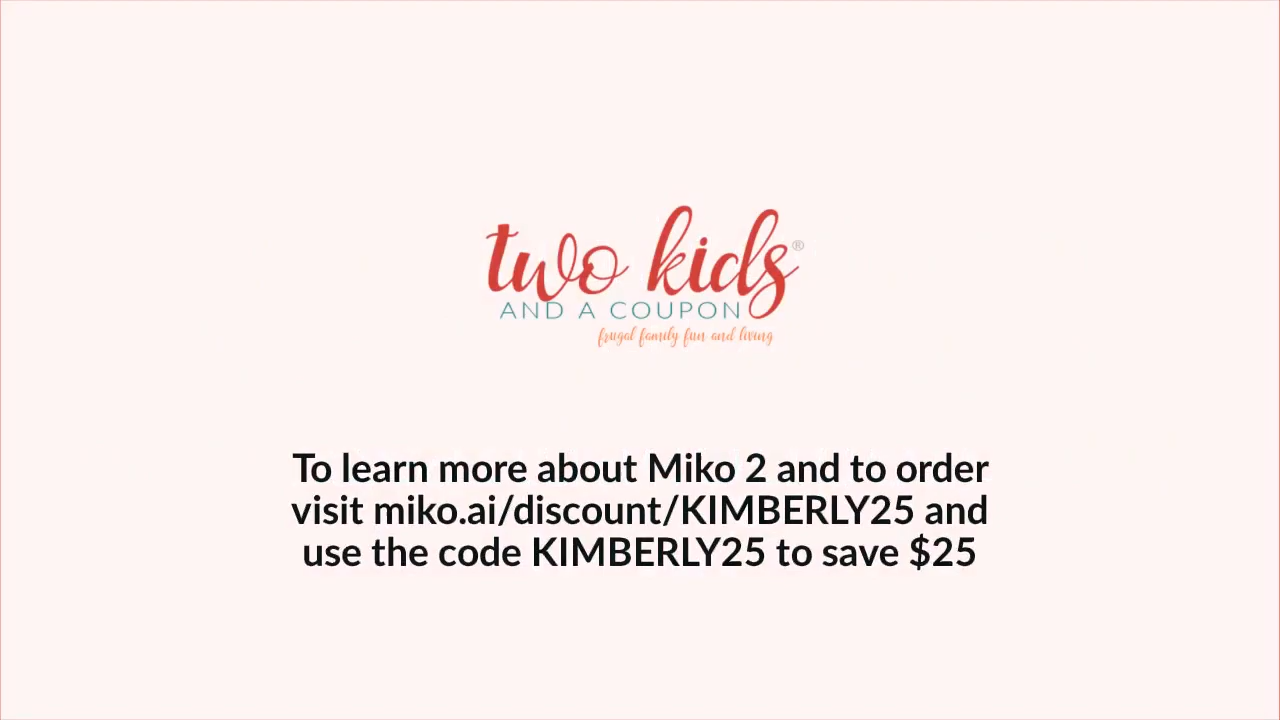 two kids®
AND A COUPON
frugal family fun and living
To learn more about Miko 2 and to order
visit miko.ai/discount/KIMBERLY25 and
use the code KIMBERLY25 to save $25